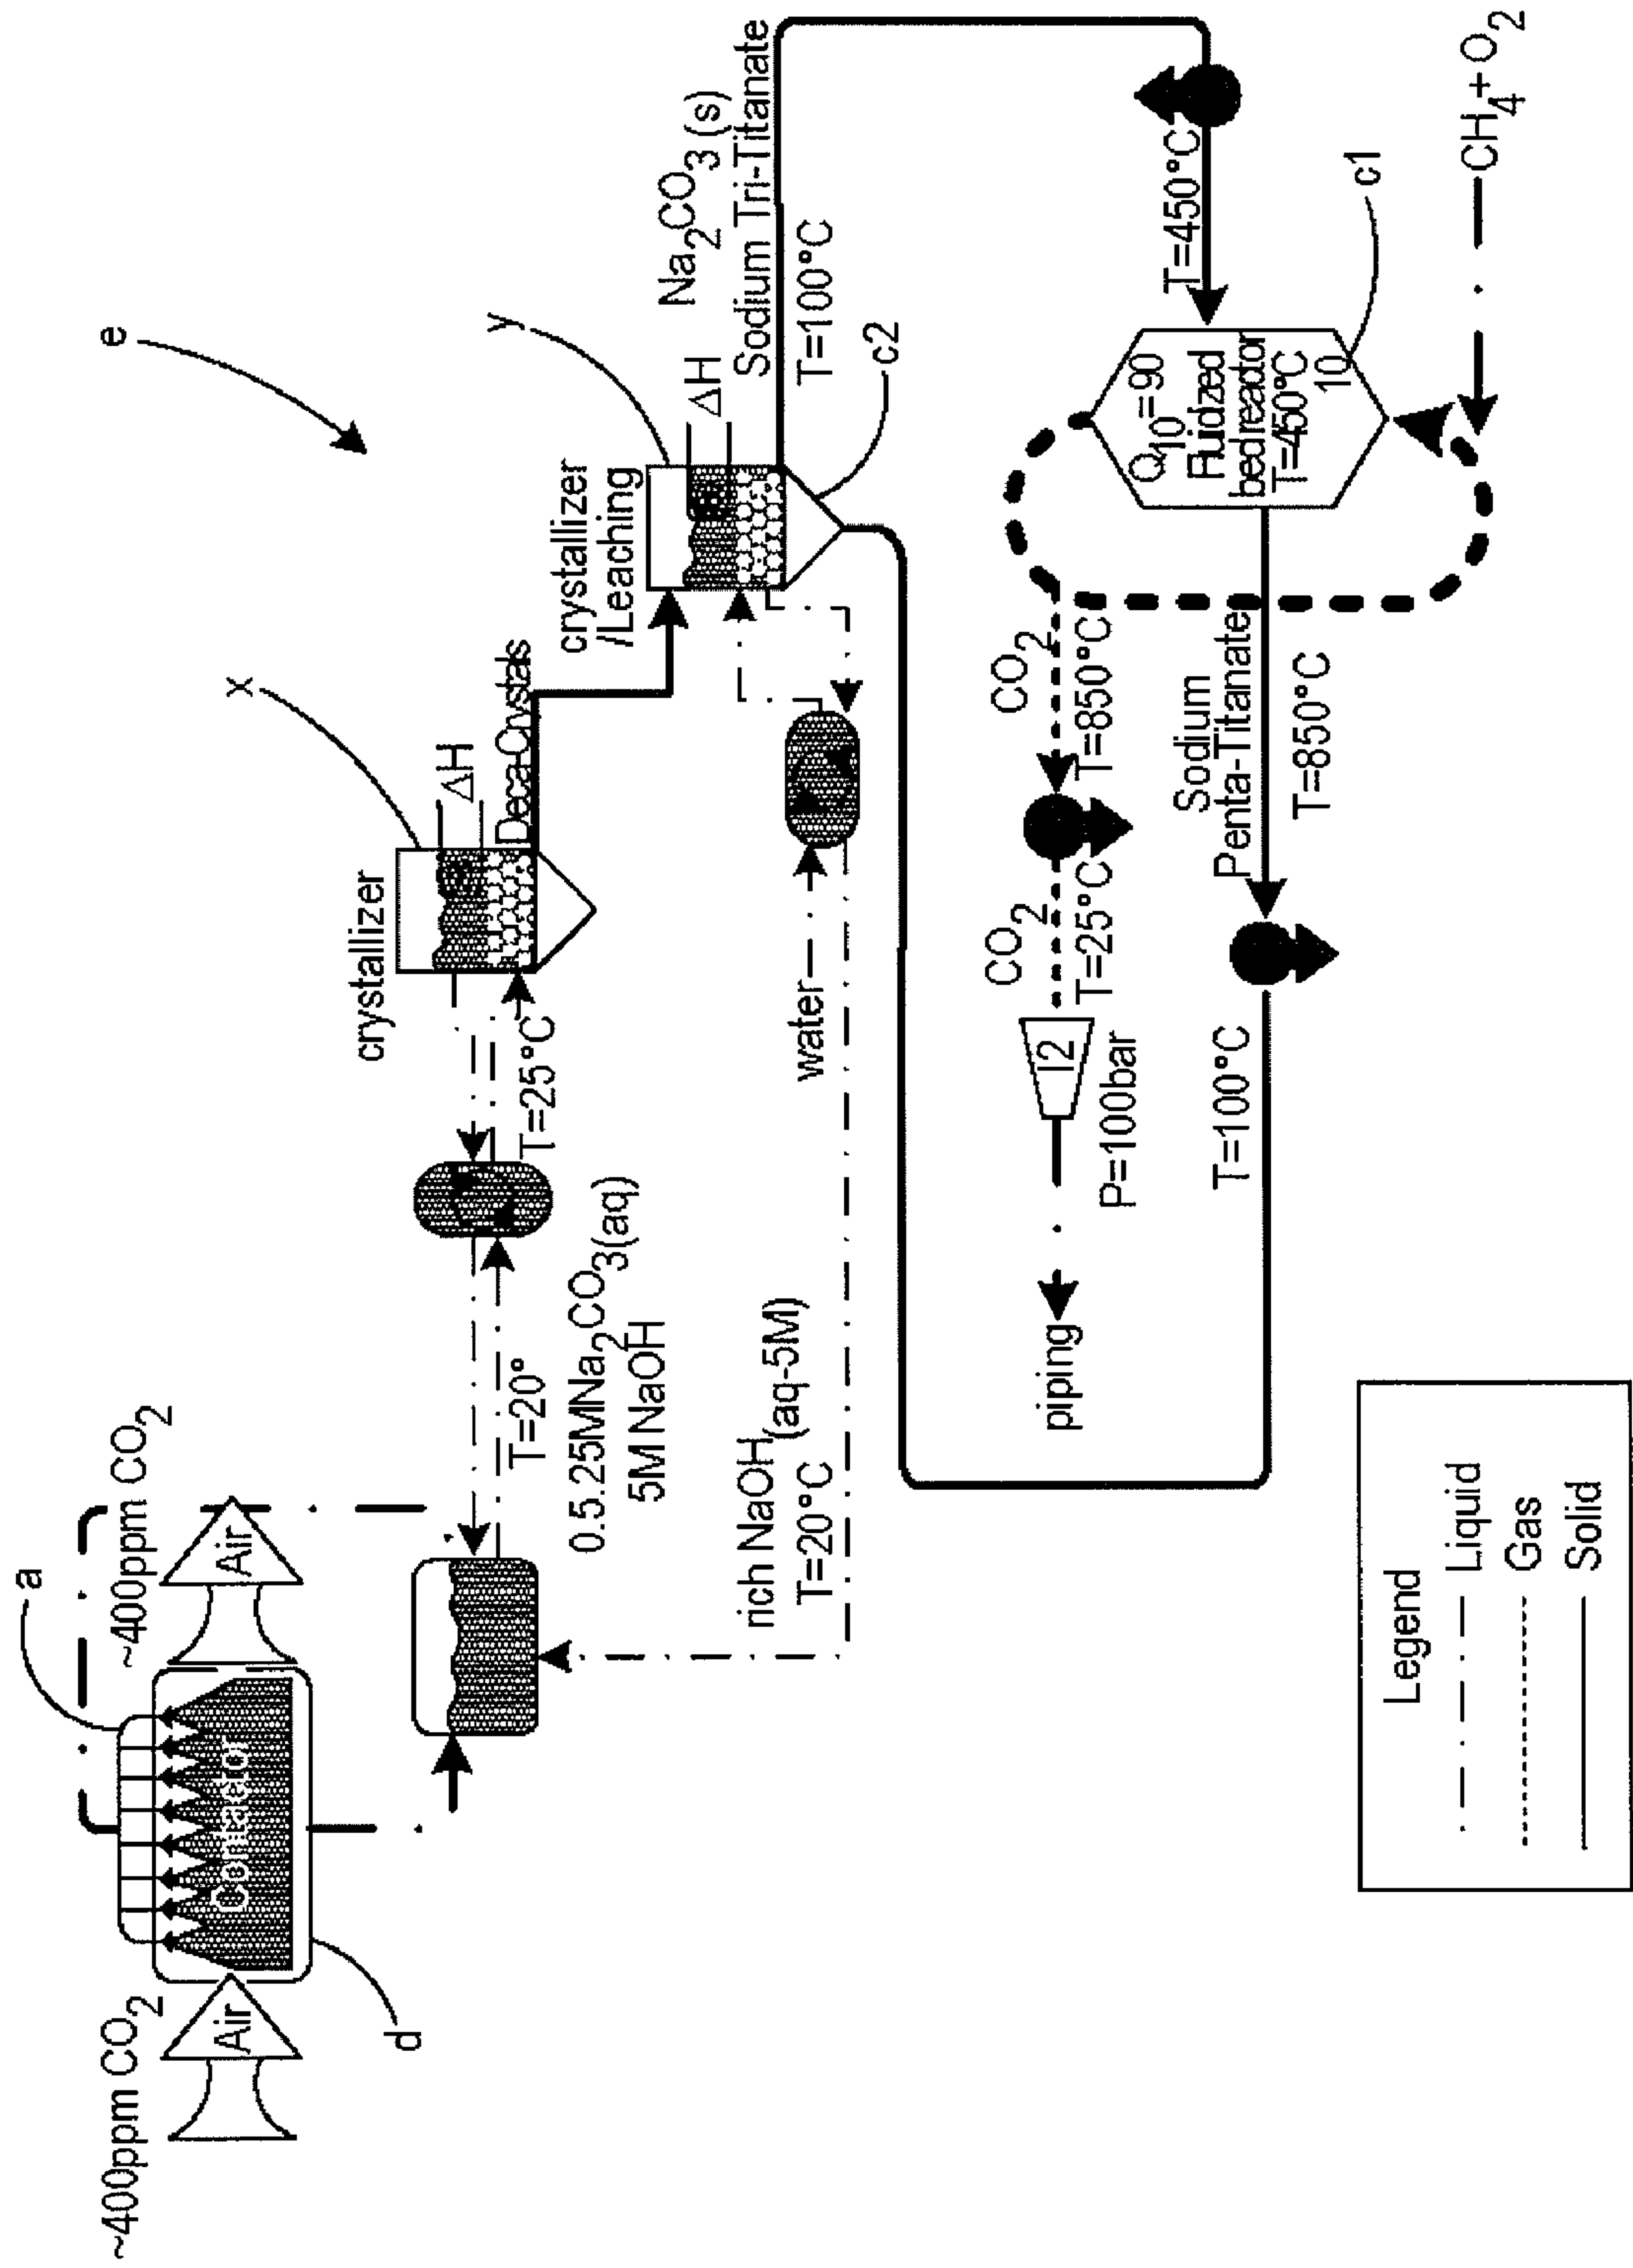 e
a
~400ppm CO2
Air
Contactor
~400ppm CO2
Air
d
crystallizer
x
ΔH
Deca-Crystals
T=25°C
T=20°
0.5.25MNa2CO3(aq)
5M NaOH
crystallizer
/Leaching
y
ΔH
Na2CO3(s)
Sodium Tri-Titanate
T=100°C
c2
water
rich NaOH(aq-5M)
T=20°C
T=450°C
Q10=90
Fluidized
bedreador
T=450°C
10
c1
CH4+O2
CO2
T=850°C
CO2
T=25°C
12
P=100bar
piping
Sodium
Penta-Titanate
T=850°C
T=100°C
Legend
Liquid
Gas
Solid